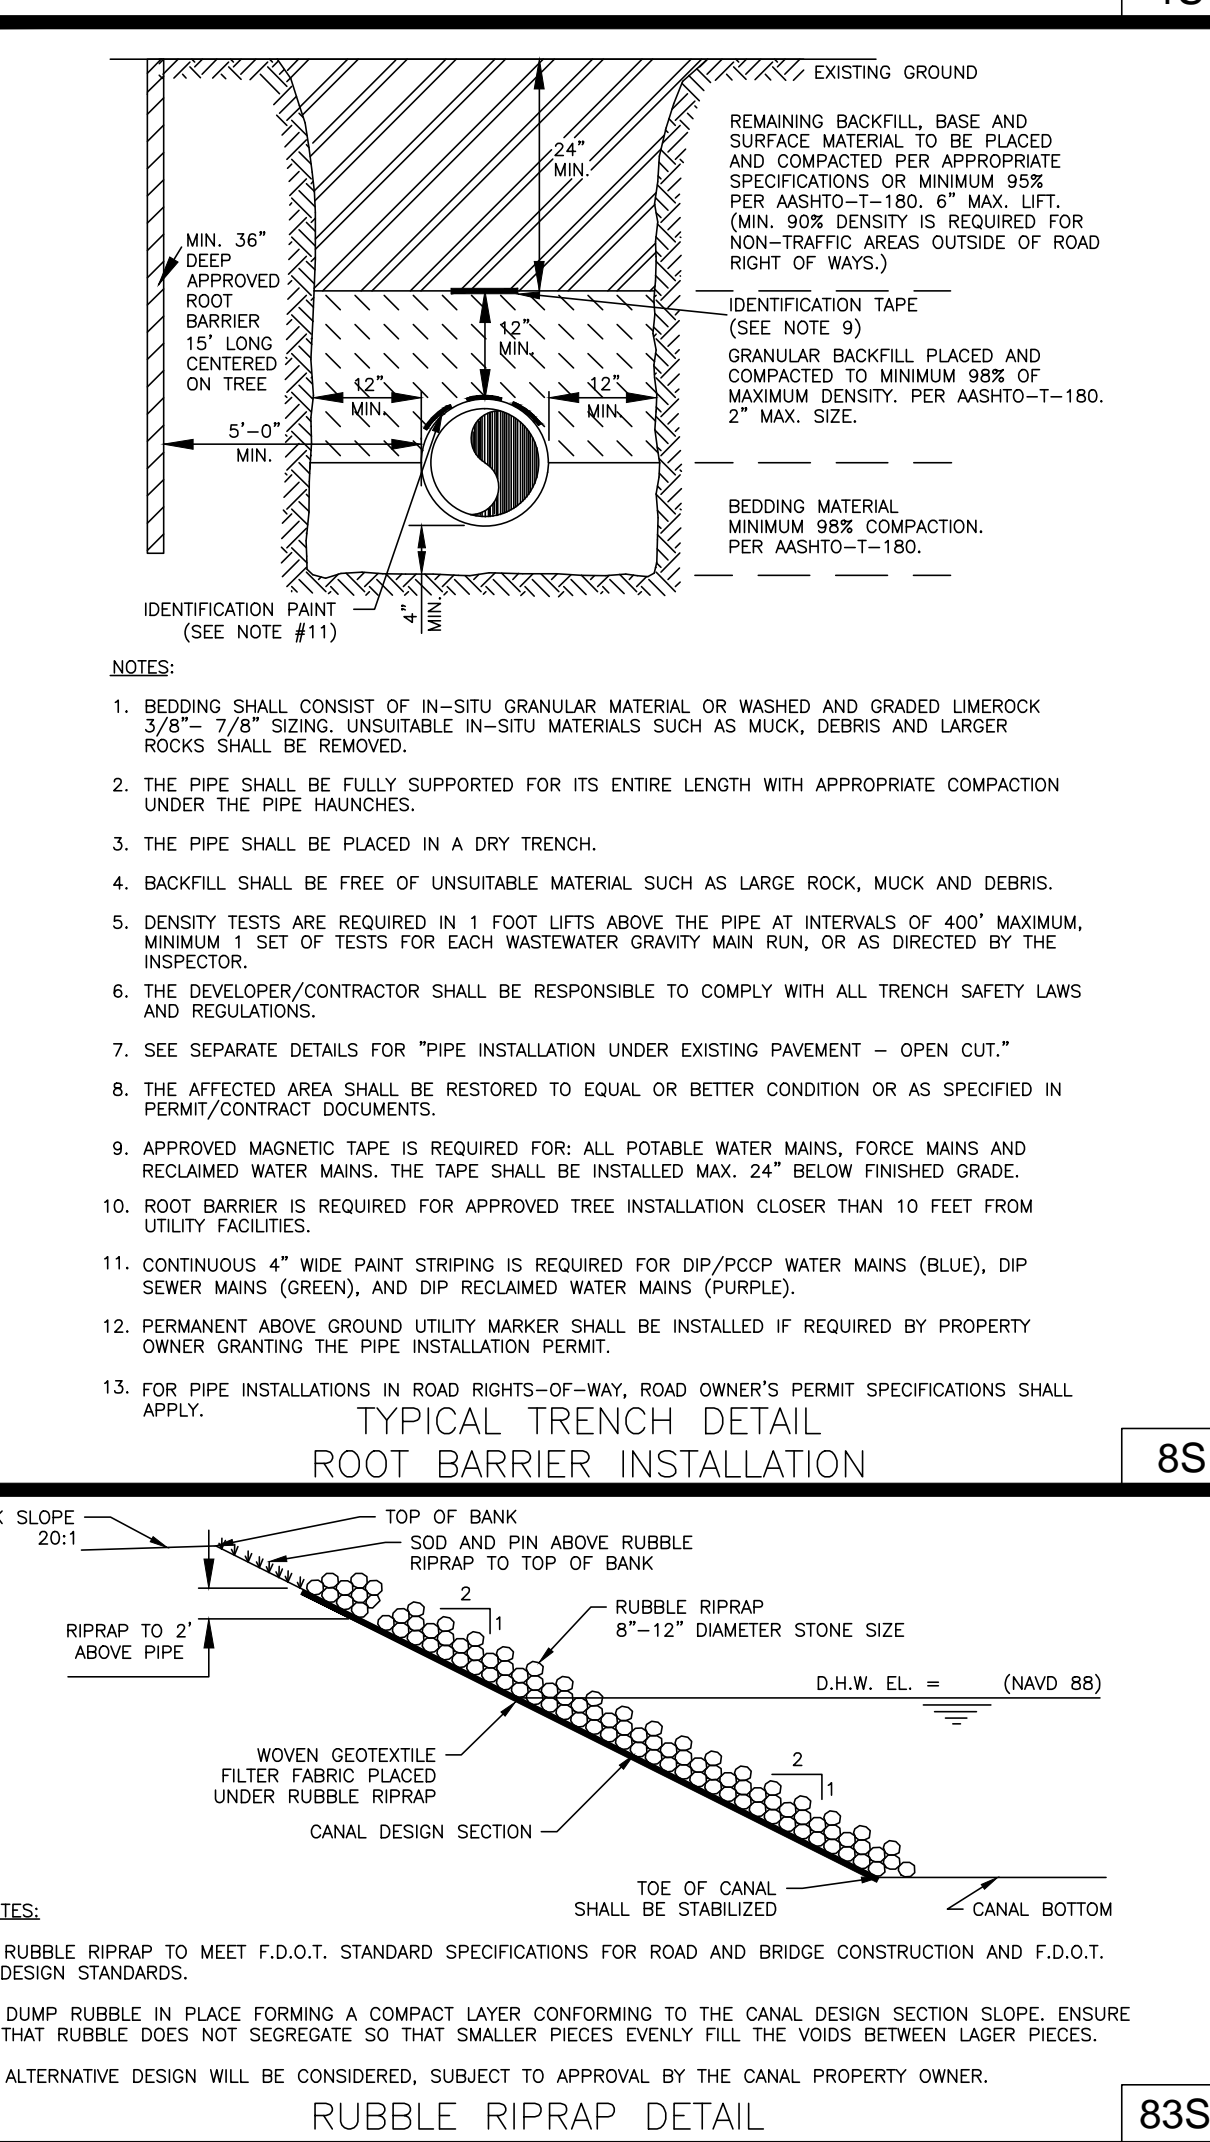 EXISTING GROUND
REMAINING BACKFILL, BASE AND
SURFACE MATERIAL TO BE PLACED
AND COMPACTED PER APPROPRIATE
SPECIFICATIONS OR MINIMUM 95%
PER AASHTO-T-180. 6" MAX. LIFT.
(MIN. 90% DENSITY IS REQUIRED FOR
NON-TRAFFIC AREAS OUTSIDE OF ROAD
RIGHT OF WAYS.)
24"
MIN.
MIN. 36"
DEEP
APPROVED
ROOT
BARRIER
15' LONG
CENTERED
ON TREE
IDENTIFICATION TAPE
(SEE NOTE 9)
12"
MIN.
GRANULAR BACKFILL PLACED AND
COMPACTED TO MINIMUM 98% OF
MAXIMUM DENSITY. PER AASHTO-T-180.
2" MAX. SIZE.
12"
MIN.
12"
MIN.
5'-0"
MIN.
BEDDING MATERIAL
MINIMUM 98% COMPACTION.
PER AASHTO-T-180.
IDENTIFICATION PAINT
(SEE NOTE #11)
4"
MIN.
NOTES:
1. BEDDING SHALL CONSIST OF IN-SITU GRANULAR MATERIAL OR WASHED AND GRADED LIMEROCK
3/8"- 7/8" SIZING. UNSUITABLE IN-SITU MATERIALS SUCH AS MUCK, DEBRIS AND LARGER
ROCKS SHALL BE REMOVED.
2. THE PIPE SHALL BE FULLY SUPPORTED FOR ITS ENTIRE LENGTH WITH APPROPRIATE COMPACTION
UNDER THE PIPE HAUNCHES.
3. THE PIPE SHALL BE PLACED IN A DRY TRENCH.
4. BACKFILL SHALL BE FREE OF UNSUITABLE MATERIAL SUCH AS LARGE ROCK, MUCK AND DEBRIS.
5. DENSITY TESTS ARE REQUIRED IN 1 FOOT LIFTS ABOVE THE PIPE AT INTERVALS OF 400' MAXIMUM,
MINIMUM 1 SET OF TESTS FOR EACH WASTEWATER GRAVITY MAIN RUN, OR AS DIRECTED BY THE
INSPECTOR.
6. THE DEVELOPER/CONTRACTOR SHALL BE RESPONSIBLE TO COMPLY WITH ALL TRENCH SAFETY LAWS
AND REGULATIONS.
7. SEE SEPARATE DETAILS FOR "PIPE INSTALLATION UNDER EXISTING PAVEMENT - OPEN CUT."
8. THE AFFECTED AREA SHALL BE RESTORED TO EQUAL OR BETTER CONDITION OR AS SPECIFIED IN
PERMIT/CONTRACT DOCUMENTS.
9. APPROVED MAGNETIC TAPE IS REQUIRED FOR: ALL POTABLE WATER MAINS, FORCE MAINS AND
RECLAIMED WATER MAINS. THE TAPE SHALL BE INSTALLED MAX. 24" BELOW FINISHED GRADE.
10. ROOT BARRIER IS REQUIRED FOR APPROVED TREE INSTALLATION CLOSER THAN 10 FEET FROM
UTILITY FACILITIES.
11. CONTINUOUS 4" WIDE PAINT STRIPING IS REQUIRED FOR DIP/PCCP WATER MAINS (BLUE), DIP
SEWER MAINS (GREEN), AND DIP RECLAIMED WATER MAINS (PURPLE).
12. PERMANENT ABOVE GROUND UTILITY MARKER SHALL BE INSTALLED IF REQUIRED BY PROPERTY
OWNER GRANTING THE PIPE INSTALLATION PERMIT.
13. FOR PIPE INSTALLATIONS IN ROAD RIGHTS-OF-WAY, ROAD OWNER'S PERMIT SPECIFICATIONS SHALL
APPLY.
TYPICAL TRENCH DETAIL
ROOT BARRIER INSTALLATION
8S
SLOPE
20:1
TOP OF BANK
SOD AND PIN ABOVE RUBBLE
RIPRAP TO TOP OF BANK
2
1
RUBBLE RIPRAP
8"-12" DIAMETER STONE SIZE
RIPRAP TO 2'
ABOVE PIPE
D.H.W. EL. = (NAVD 88)
WOVEN GEOTEXTILE
FILTER FABRIC PLACED
UNDER RUBBLE RIPRAP
2
1
CANAL DESIGN SECTION
TOE OF CANAL
SHALL BE STABILIZED
CANAL BOTTOM
TES:
RUBBLE RIPRAP TO MEET F.D.O.T. STANDARD SPECIFICATIONS FOR ROAD AND BRIDGE CONSTRUCTION AND F.D.O.T.
DESIGN STANDARDS.
DUMP RUBBLE IN PLACE FORMING A COMPACT LAYER CONFORMING TO THE CANAL DESIGN SECTION SLOPE. ENSURE
THAT RUBBLE DOES NOT SEGREGATE SO THAT SMALLER PIECES EVENLY FILL THE VOIDS BETWEEN LAGER PIECES.
ALTERNATIVE DESIGN WILL BE CONSIDERED, SUBJECT TO APPROVAL BY THE CANAL PROPERTY OWNER.
RUBBLE RIPRAP DETAIL
83S